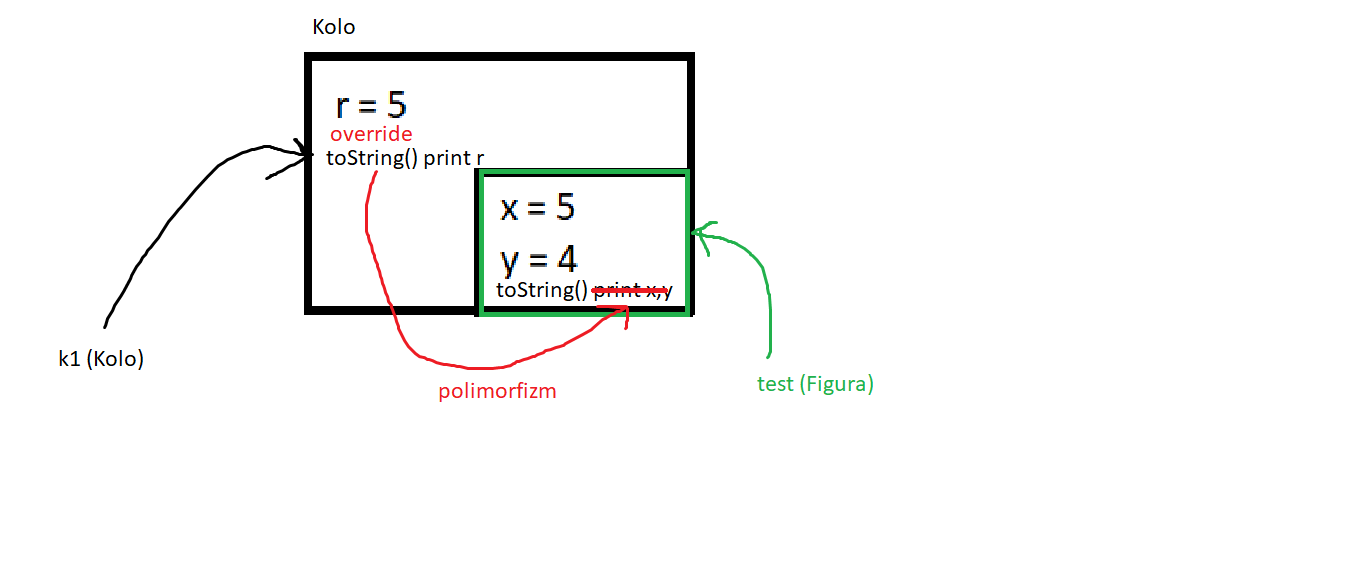 Kolo
r = 5
override
toString() print r
x = 5
y = 4
toString() print x,y
k1 (Kolo)
polimorfizm
test (Figura)